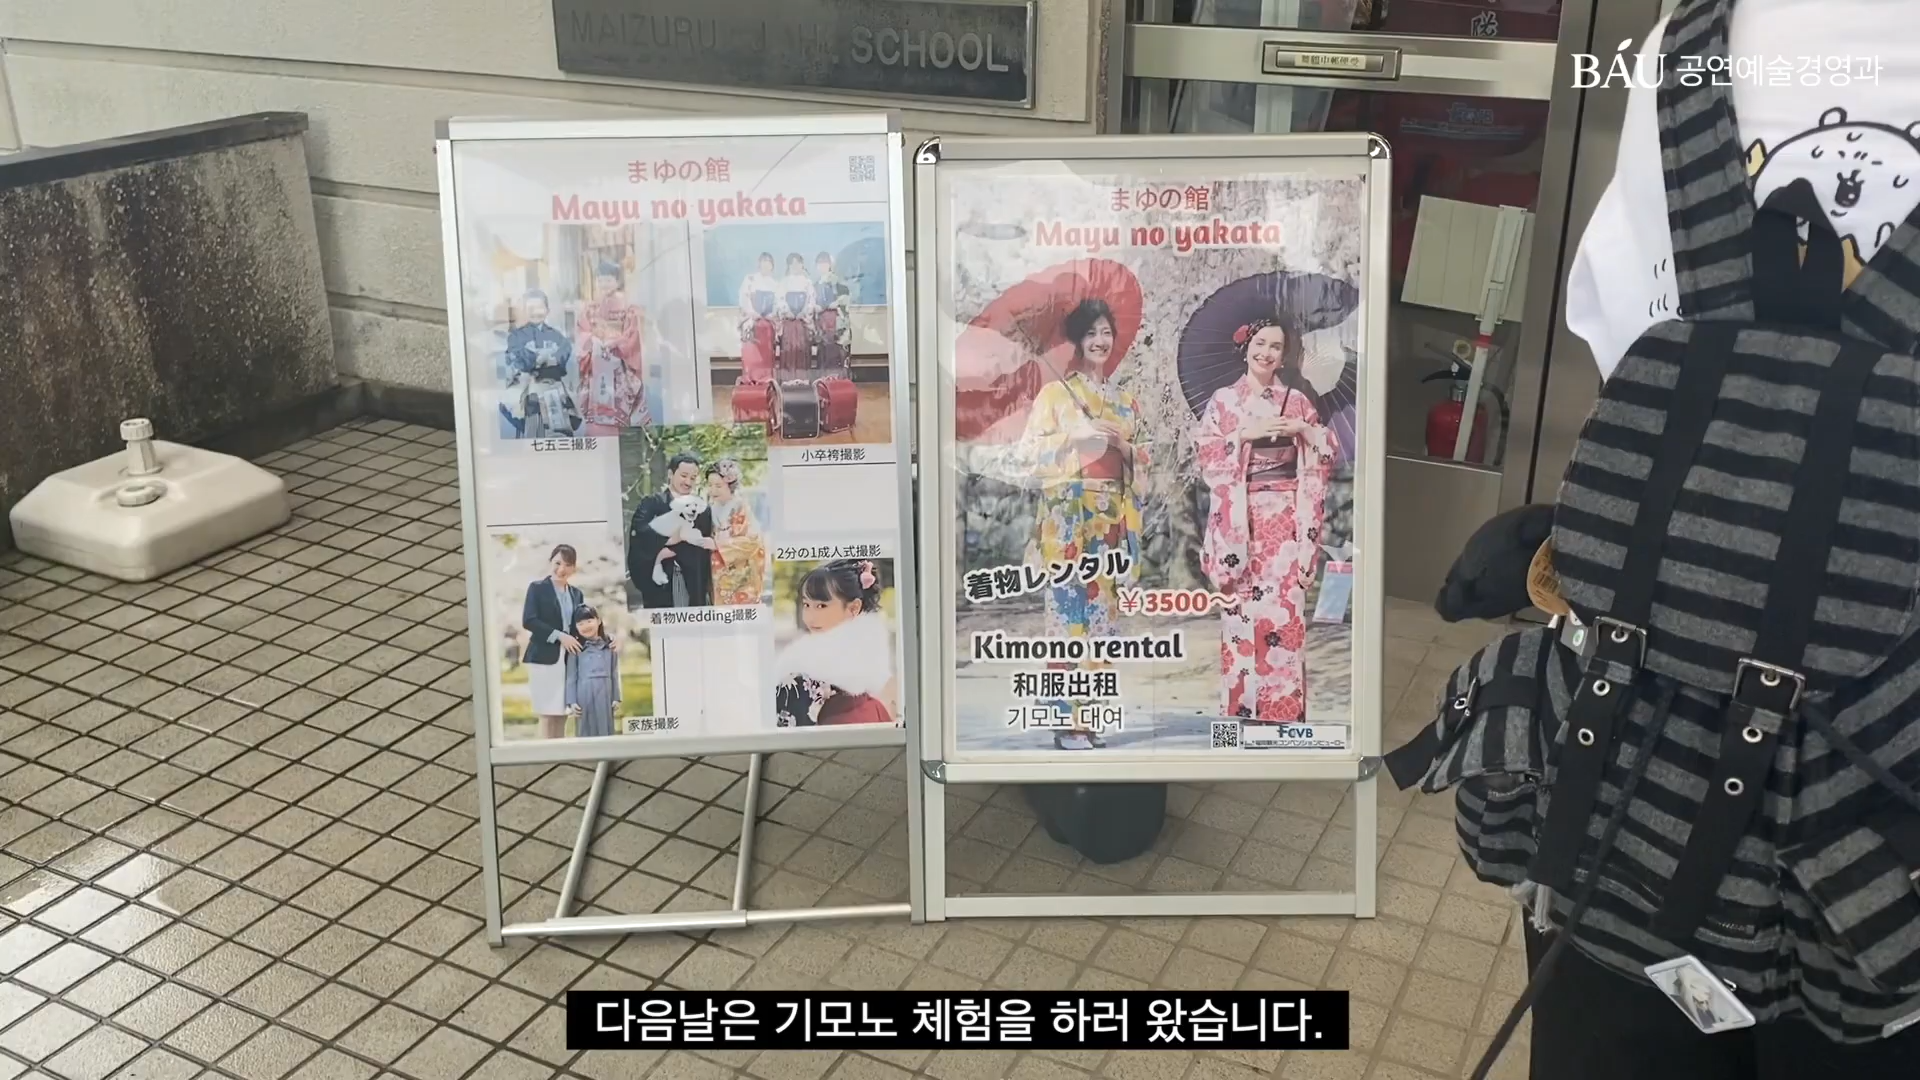 MAIZURU J. H. SCHOOL
BÁU 공연예술경영과
まゆの館
Mayu no yakata
七五三撮影
小卒袴撮影
着物Wedding撮影
2分の1成人式撮影
家族撮影
まゆの館
Mayu no yakata
着物レンタル
¥3500～
Kimono rental
和服出租
기모노 대여
FCVB
다음날은 기모노 체험을 하러 왔습니다.